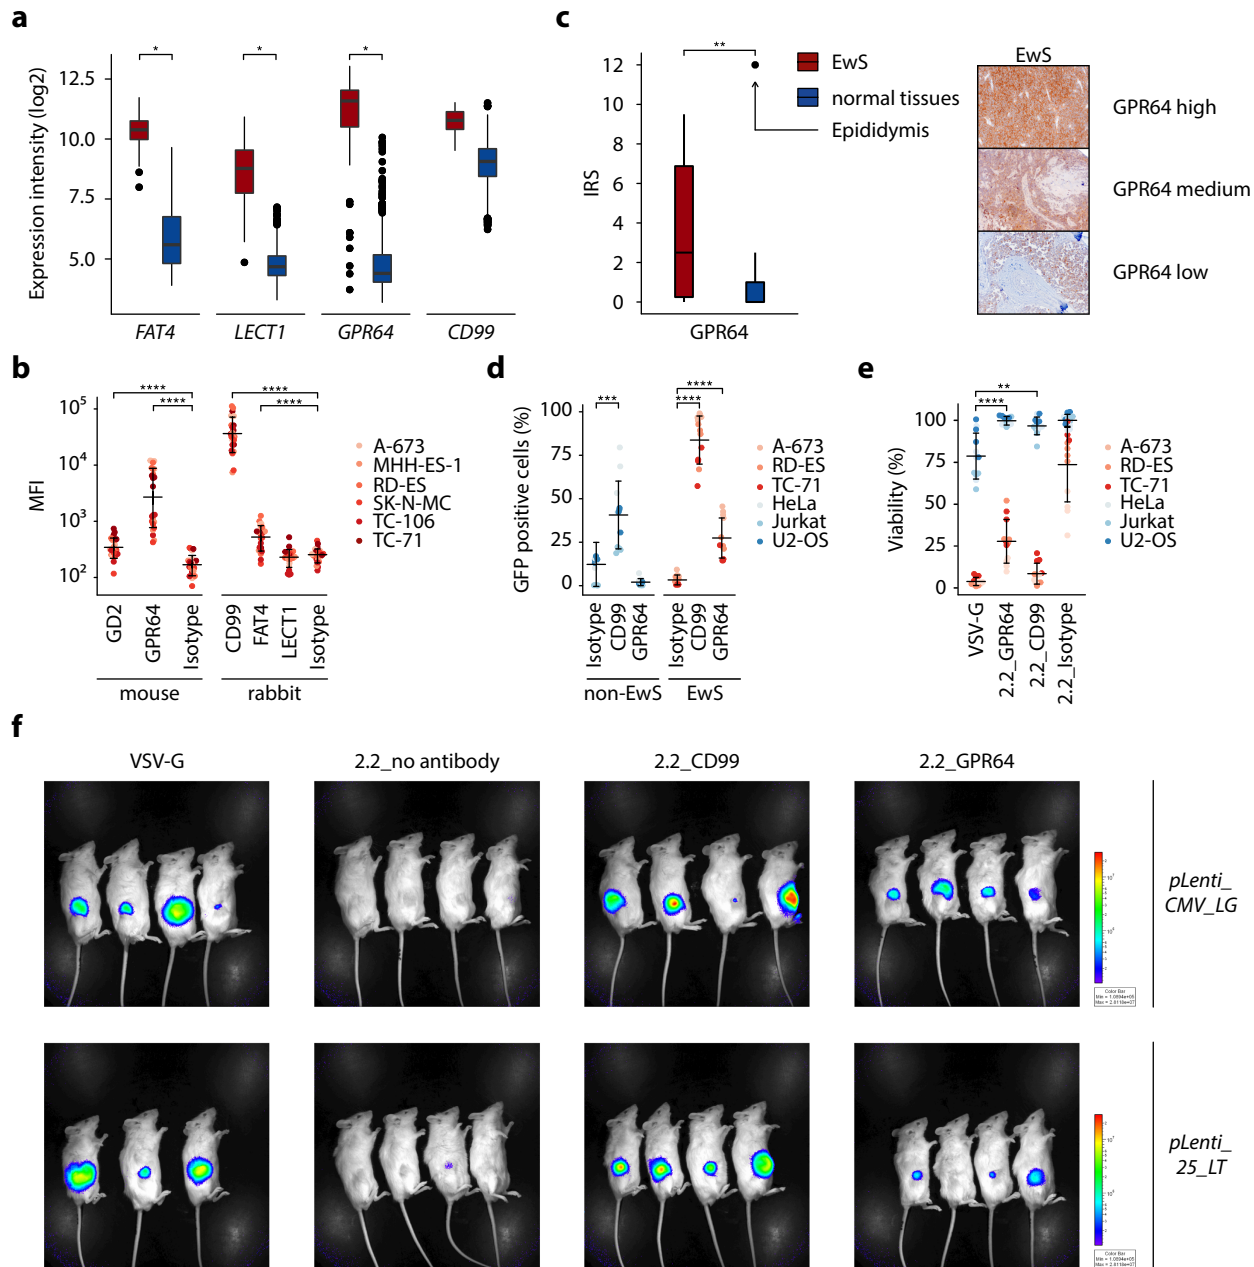 a
Expression intensity (log2)
12.5
10.0
7.5
5.0
*
*
*
FAT4
LECT1
GPR64
CD99
c
IRS
12
10
8
6
4
2
0
**
EwS
normal tissues
Epididymis
GPR64
EwS
GPR64 high
GPR64 medium
GPR64 low
b
MFI
10⁵
10⁴
10³
10²
****
****
****
****
GD2
GPR64
Isotype
CD99
FAT4
LECT1
Isotype
mouse
rabbit
A-673
MHH-ES-1
RD-ES
SK-N-MC
TC-106
TC-71
d
GFP positive cells (%)
100
50
25
0
***
****
****
Isotype
CD99
GPR64
Isotype
CD99
GPR64
non-EwS
EwS
A-673
RD-ES
TC-71
HeLa
Jurkat
U2-OS
e
Viability (%)
100
75
50
25
0
**
****
VSV-G
2.2_GPR64
2.2_CD99
2.2_Isotype
A-673
RD-ES
TC-71
HeLa
Jurkat
U2-OS
f
VSV-G
2.2_no antibody
2.2_CD99
2.2_GPR64
pLenti_
CMV_LG
Color Bar
pLenti_
25_LT
Color Bar